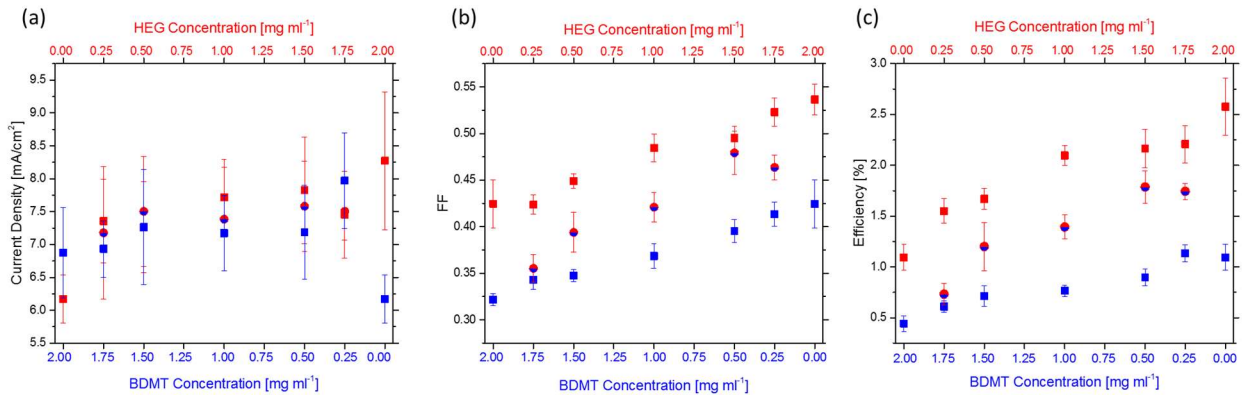 (a)
HEG Concentration [mg ml⁻¹]
0.00 0.25 0.50 0.75 1.00 1.25 1.50 1.75 2.00
Current Density [mA/cm²]
9.5
9.0
8.5
8.0
7.5
7.0
6.5
6.0
5.5
2.00 1.75 1.50 1.25 1.00 0.75 0.50 0.25 0.00
BDMT Concentration [mg ml⁻¹]
(b)
HEG Concentration [mg ml⁻¹]
0.00 0.25 0.50 0.75 1.00 1.25 1.50 1.75 2.00
FF
0.55
0.50
0.45
0.40
0.35
0.30
2.00 1.75 1.50 1.25 1.00 0.75 0.50 0.25 0.00
BDMT Concentration [mg ml⁻¹]
(c)
HEG Concentration [mg ml⁻¹]
0.00 0.25 0.50 0.75 1.00 1.25 1.50 1.75 2.00
Efficiency [%]
3.0
2.5
2.0
1.5
1.0
0.5
2.00 1.75 1.50 1.25 1.00 0.75 0.50 0.25 0.00
BDMT Concentration [mg ml⁻¹]